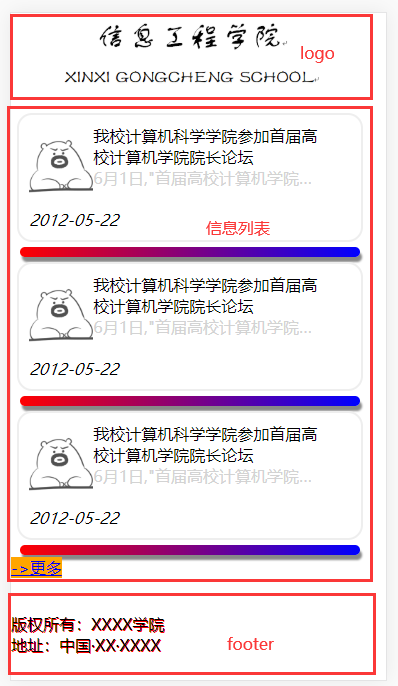 信息工程学院
logo
XINXI GONGCHENG SCHOOL
我校计算机科学学院参加首届高
校计算机学院院长论坛
6月1日,"首届高校计算机学院...
2012-05-22
信息列表
我校计算机科学学院参加首届高
校计算机学院院长论坛
6月1日,"首届高校计算机学院...
2012-05-22
我校计算机科学学院参加首届高
校计算机学院院长论坛
6月1日,"首届高校计算机学院...
2012-05-22
-->更多
版权所有：XXXX学院
地址：中国·XX·XXXX
footer